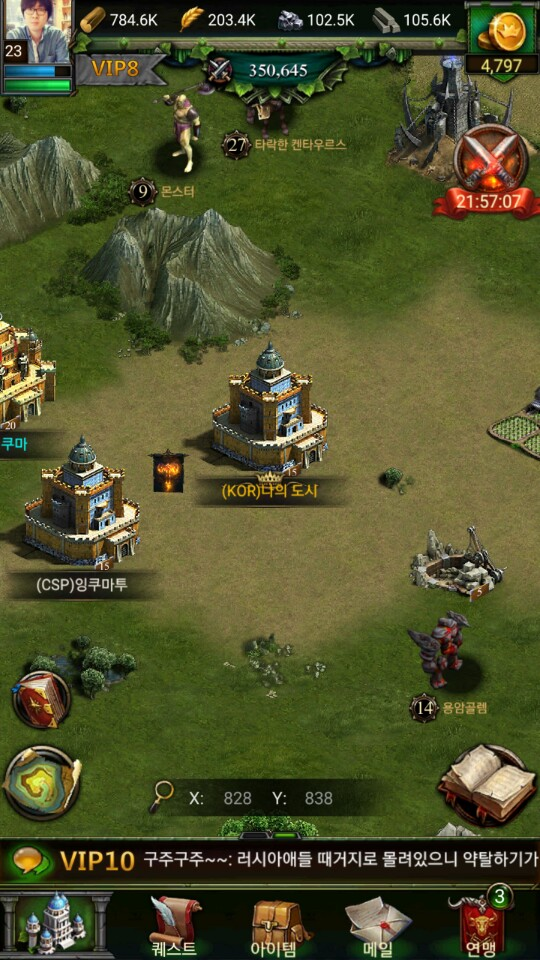 784.6K 203.4K 102.5K 105.6K
23
VIP8
350,645
4,797
27 타락한 켄타우르스
9 몬스터
21:57:07
20
쿠마
15
(KOR)나의 도시
15
(CSP)잉쿠마투
5
14 용암골렘
X: 828 Y: 838
VIP10 구주구주~~: 러시아애들 때거지로 몰려있으니 약탈하기가
3
퀘스트 아이템 메일 연맹